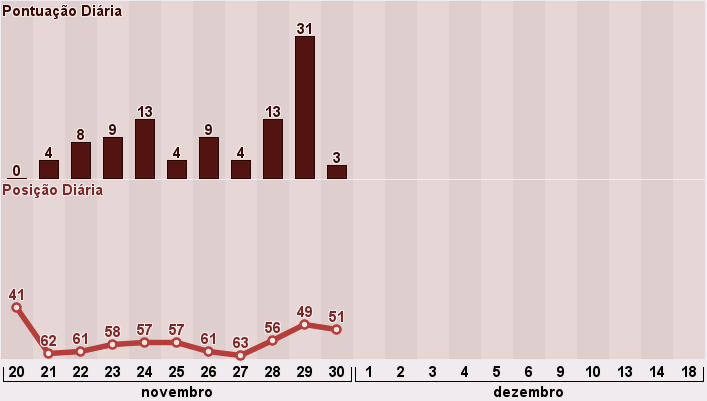 Pontuação Diária
0 4 8 9 13 4 9 4 13 31 3
Posição Diária
41 62 61 58 57 57 61 63 56 49 51
20 21 22 23 24 25 26 27 28 29 30 1 2 3 4 5 6 9 10 13 14 18
novembro dezembro